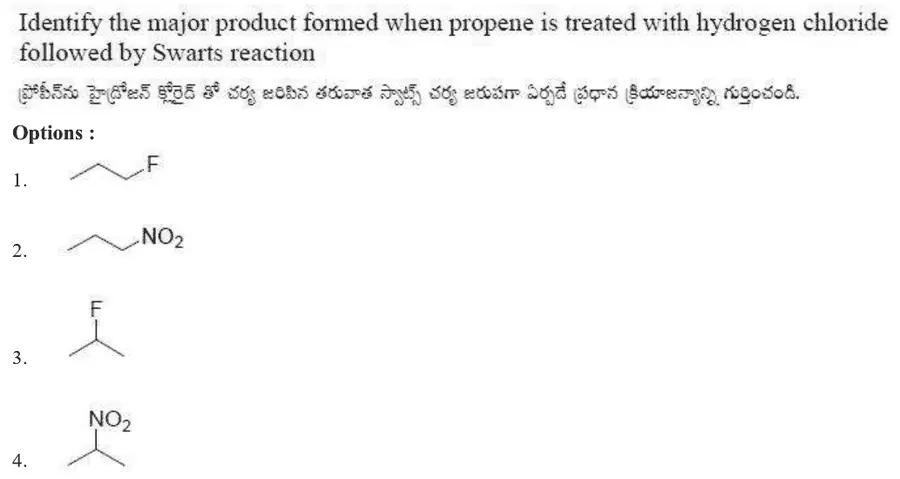 Identify the major product formed when propene is treated with hydrogen chloride
followed by Swarts reaction
ప్రోపీన్‌ను హైడ్రోజన్ క్లోరైడ్ తో చర్య జరిపిన తరువాత స్వార్ట్స్ చర్య జరుపగా ఏర్పడే ప్రధాన క్రియాజన్యాన్ని గుర్తించండి.
Options :
1.
F
2.
NO2
3.
F
4.
NO2